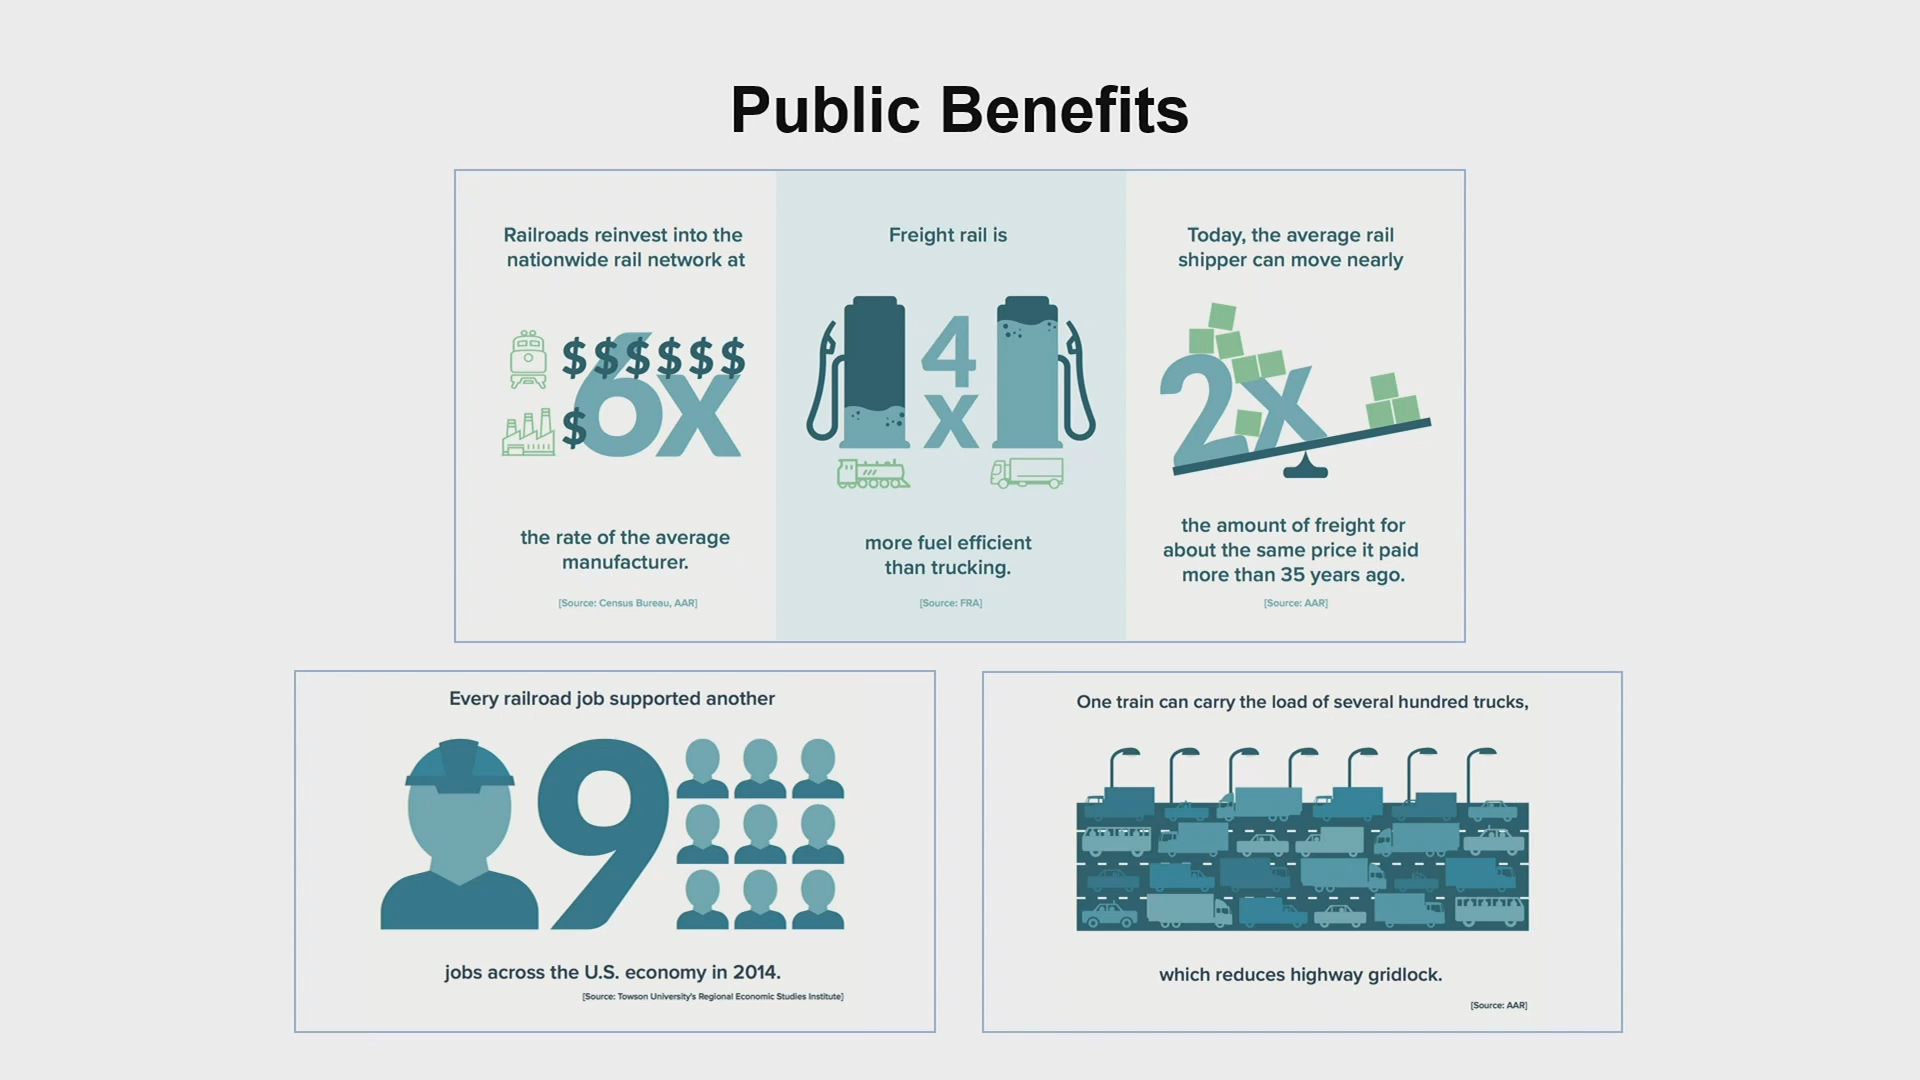 Public Benefits
Railroads reinvest into the
nationwide rail network at
$$$$$$
$
6x
the rate of the average
manufacturer.
[Source: Census Bureau, AAR]
Freight rail is
4
x
more fuel efficient
than trucking.
[Source: FRA]
Today, the average rail
shipper can move nearly
2x
the amount of freight for
about the same price it paid
more than 35 years ago.
[Source: AAR]
Every railroad job supported another
9
jobs across the U.S. economy in 2014.
[Source: Towson University's Regional Economic Studies Institute]
One train can carry the load of several hundred trucks,
which reduces highway gridlock.
[Source: AAR]